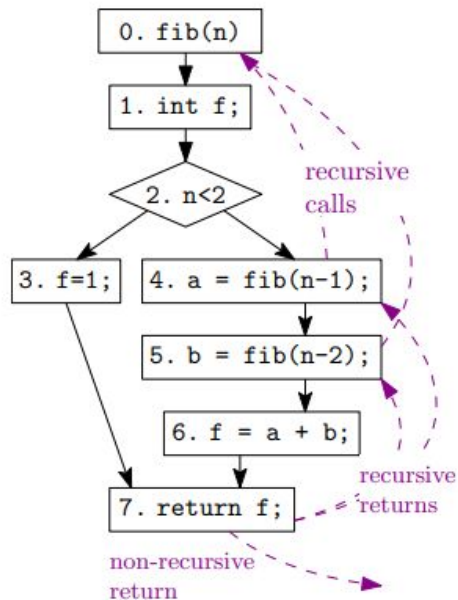 0. fib(n)
1. int f;
2. n<2
recursive
calls
3. f=1;
4. a = fib(n-1);
5. b = fib(n-2);
6. f = a + b;
recursive
returns
7. return f;
non-recursive
return